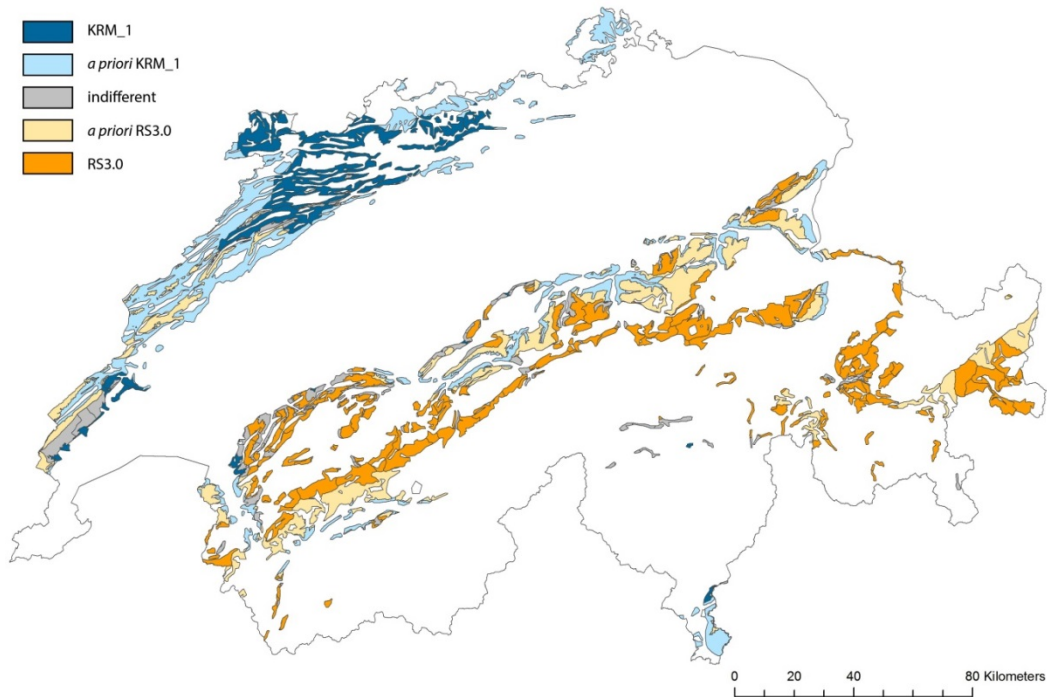 KRM_1
a priori KRM_1
indifferent
a priori RS3.0
RS3.0
0 20 40 80 Kilometers